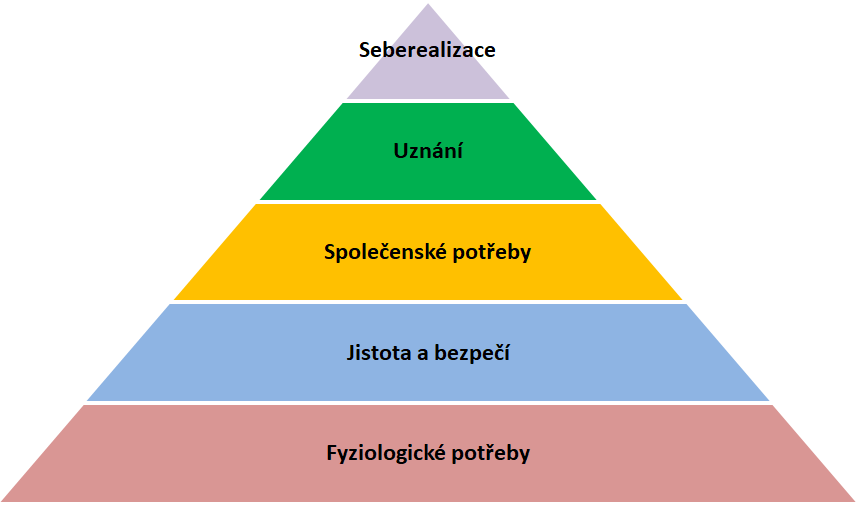 Seberealizace
Uznání
Společenské potřeby
Jistota a bezpečí
Fyziologické potřeby